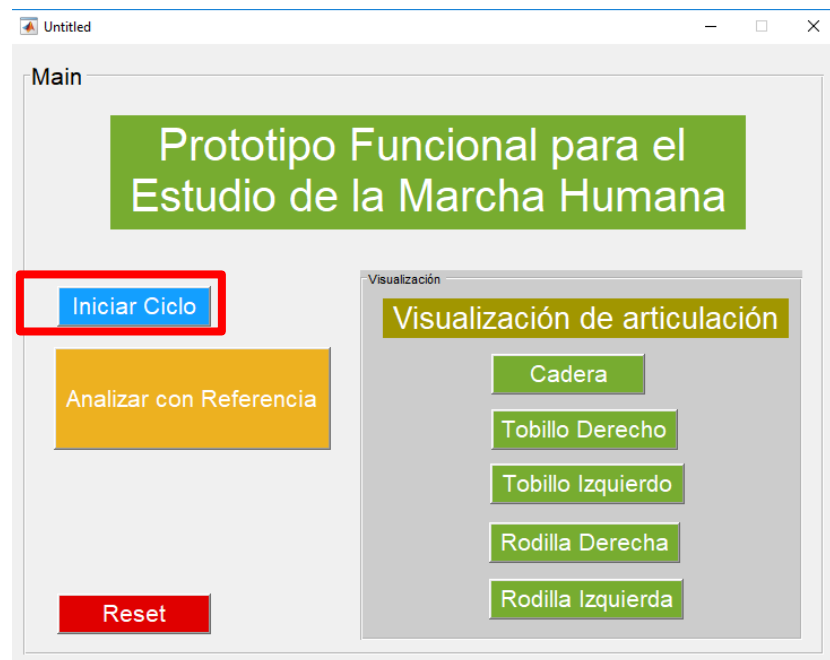 Untitled
Main
Prototipo Funcional para el
Estudio de la Marcha Humana
Iniciar Ciclo
Analizar con Referencia
Reset
Visualización
Visualización de articulación
Cadera
Tobillo Derecho
Tobillo Izquierdo
Rodilla Derecha
Rodilla Izquierda